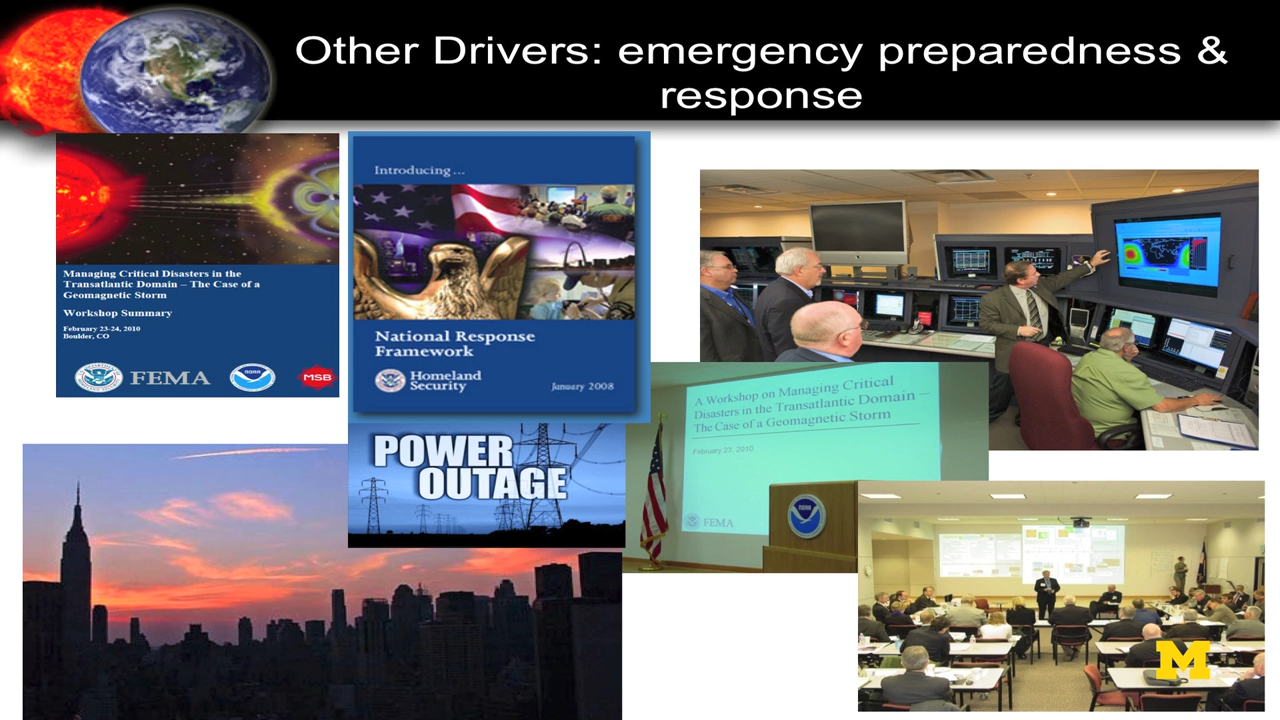 Other Drivers: emergency preparedness &
response
Managing Critical Disasters in the
Transatlantic Domain – The Case of a
Geomagnetic Storm
Workshop Summary
February 23-24, 2010
Boulder, CO
FEMA
NOAA
MSB
Introducing ...
National Response
Framework
Homeland
Security
January 2008
POWER
OUTAGE
A Workshop on Managing Critical
Disasters in the Transatlantic Domain –
The Case of a Geomagnetic Storm
February 23, 2010
FEMA
NOAA
M